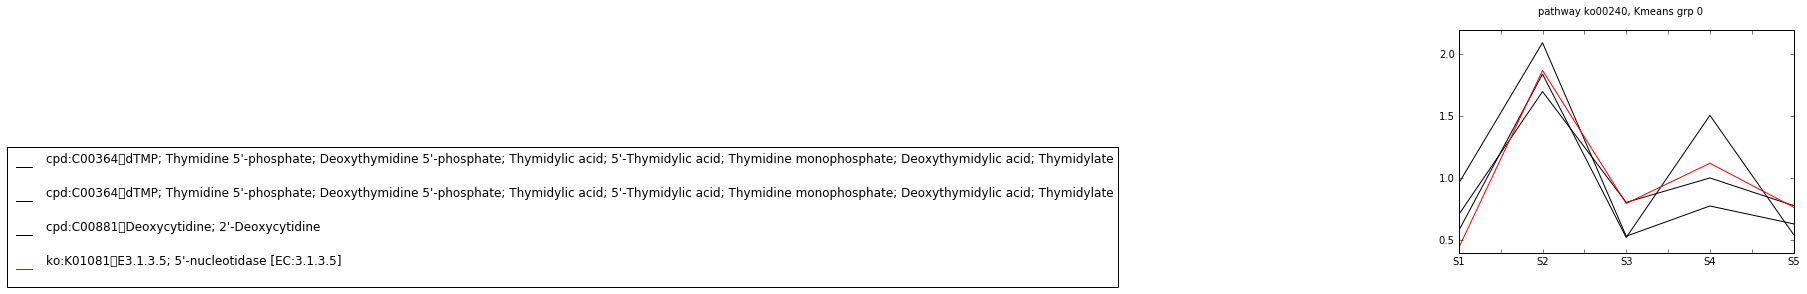 pathway ko00240, Kmeans grp 0
2.0
1.5
1.0
0.5
S1 S2 S3 S4 S5
cpd:C00364▯dTMP; Thymidine 5'-phosphate; Deoxythymidine 5'-phosphate; Thymidylic acid; 5'-Thymidylic acid; Thymidine monophosphate; Deoxythymidylic acid; Thymidylate
cpd:C00364▯dTMP; Thymidine 5'-phosphate; Deoxythymidine 5'-phosphate; Thymidylic acid; 5'-Thymidylic acid; Thymidine monophosphate; Deoxythymidylic acid; Thymidylate
cpd:C00881▯Deoxycytidine; 2'-Deoxycytidine
ko:K01081▯E3.1.3.5; 5'-nucleotidase [EC:3.1.3.5]